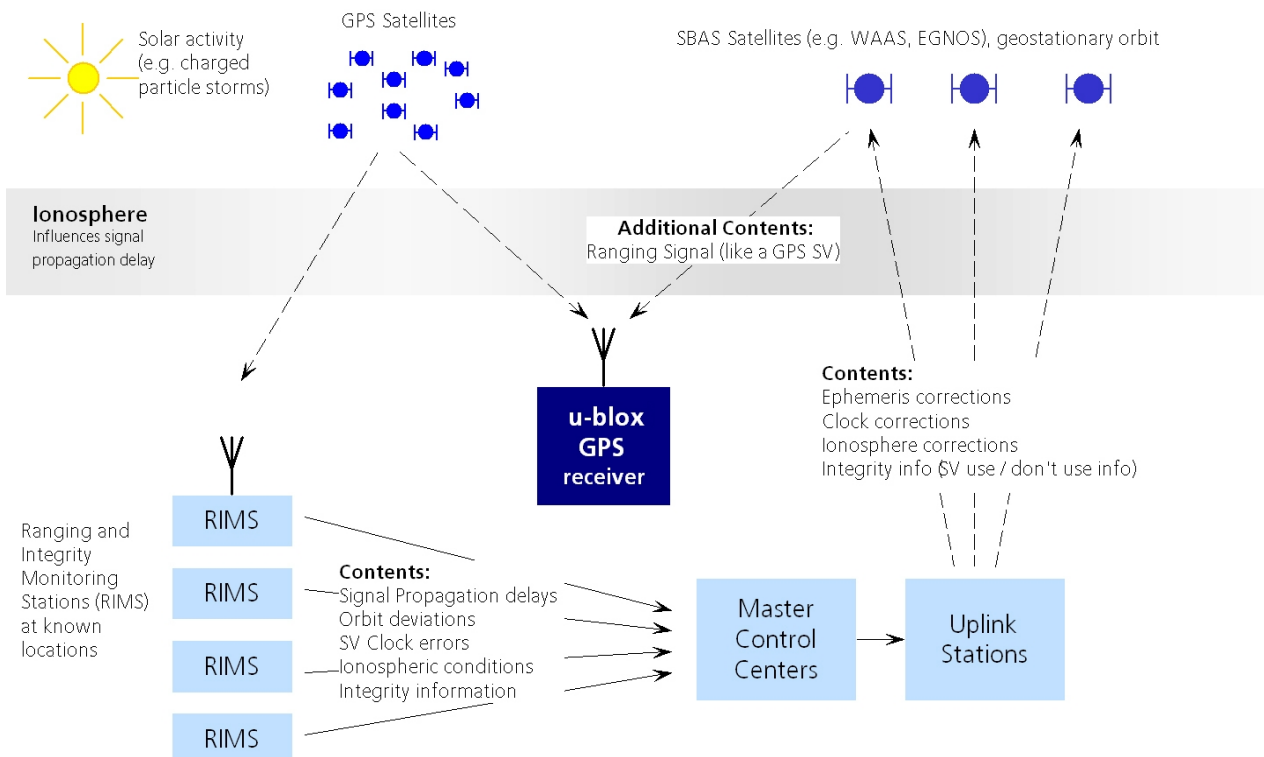 Solar activity
(e.g. charged
particle storms)
GPS Satellites
SBAS Satellites (e.g. WAAS, EGNOS), geostationary orbit
Ionosphere
Influences signal
propagation delay
Additional Contents:
Ranging Signal (like a GPS SV)
u-blox
GPS
receiver
Contents:
Ephemeris corrections
Clock corrections
Ionosphere corrections
Integrity info (SV use / don't use info)
Ranging and
Integrity
Monitoring
Stations (RIMS)
at known
locations
RIMS
RIMS
RIMS
RIMS
Contents:
Signal Propagation delays
Orbit deviations
SV Clock errors
Ionospheric conditions
Integrity information
Master
Control
Centers
Uplink
Stations